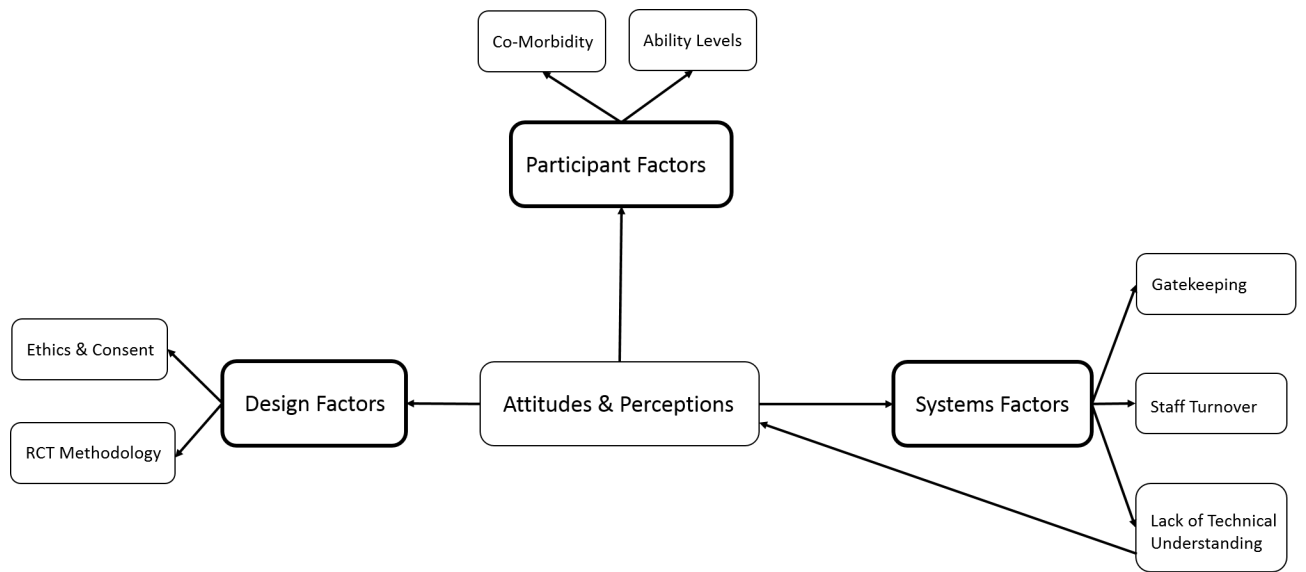 Co-Morbidity
Ability Levels
Participant Factors
Gatekeeping
Ethics & Consent
Design Factors
Attitudes & Perceptions
Systems Factors
Staff Turnover
RCT Methodology
Lack of Technical
Understanding